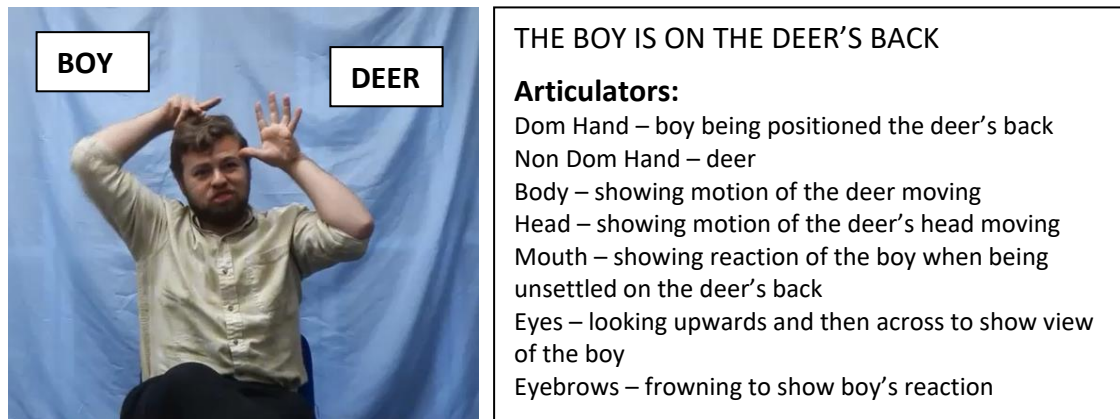 BOY
DEER
THE BOY IS ON THE DEER'S BACK
Articulators:
Dom Hand – boy being positioned the deer's back
Non Dom Hand – deer
Body – showing motion of the deer moving
Head – showing motion of the deer's head moving
Mouth – showing reaction of the boy when being
unsettled on the deer's back
Eyes – looking upwards and then across to show view
of the boy
Eyebrows – frowning to show boy's reaction